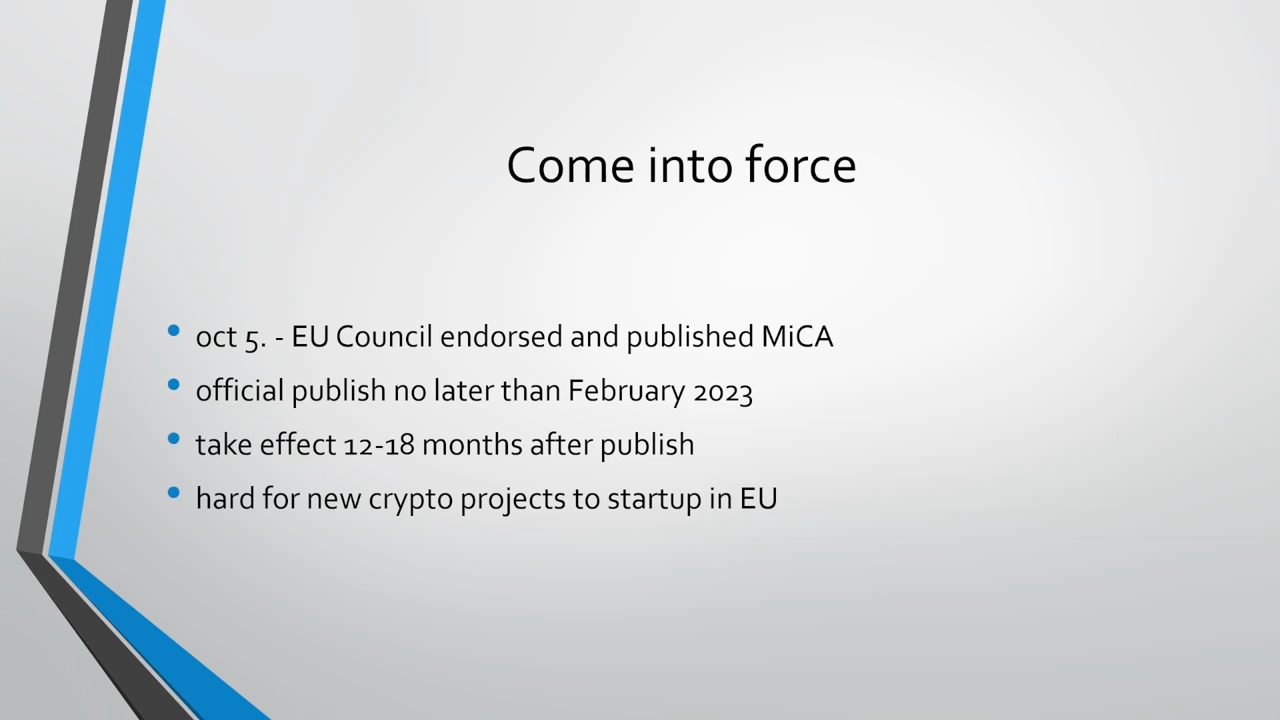 Come into force
• oct 5. - EU Council endorsed and published MiCA
• official publish no later than February 2023
• take effect 12-18 months after publish
• hard for new crypto projects to startup in EU